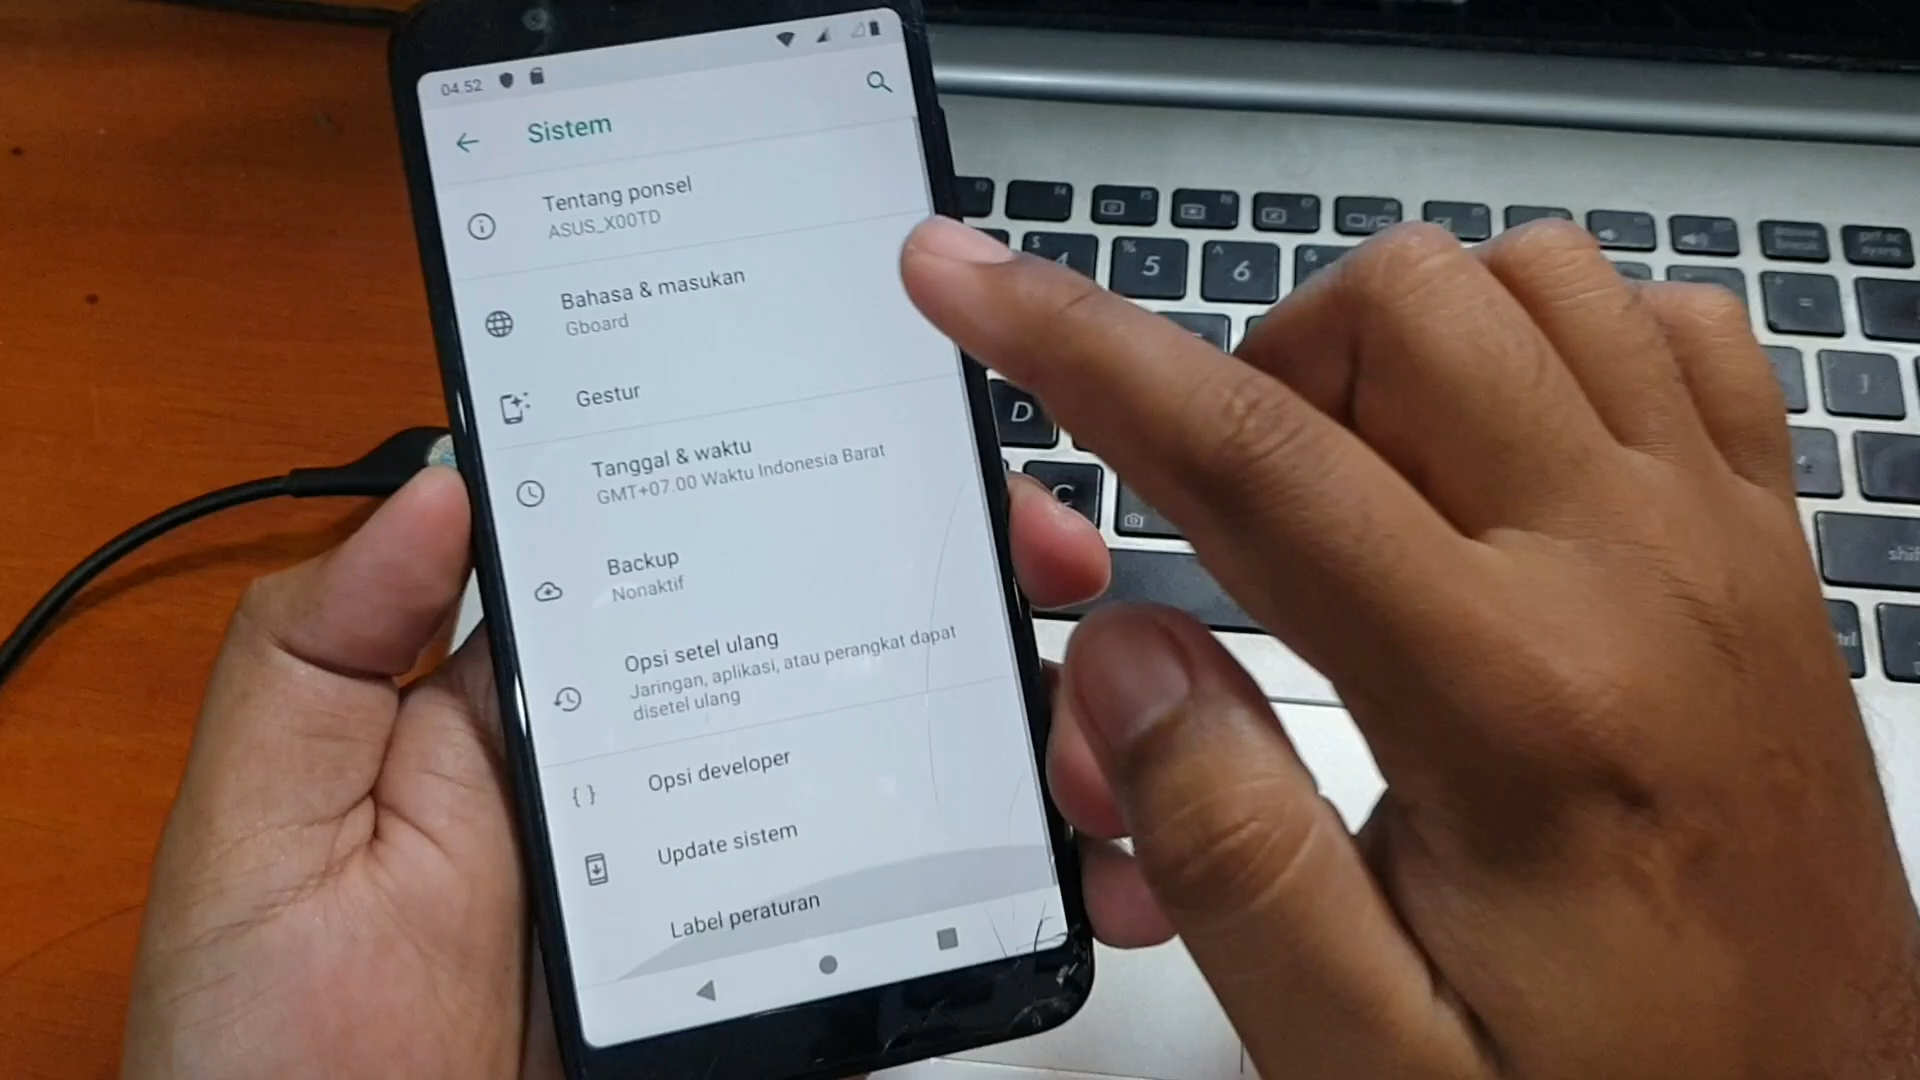 04.52
Sistem
Tentang ponsel
ASUS_X00TD
Bahasa & masukan
Gboard
Gestur
Tanggal & waktu
GMT+07.00 Waktu Indonesia Barat
Backup
Nonaktif
Opsi setel ulang
Jaringan, aplikasi, atau perangkat dapat
disetel ulang
{ } Opsi developer
Update sistem
Label peraturan
$ 4
% 5
^ 6
&
=
D
C
shift